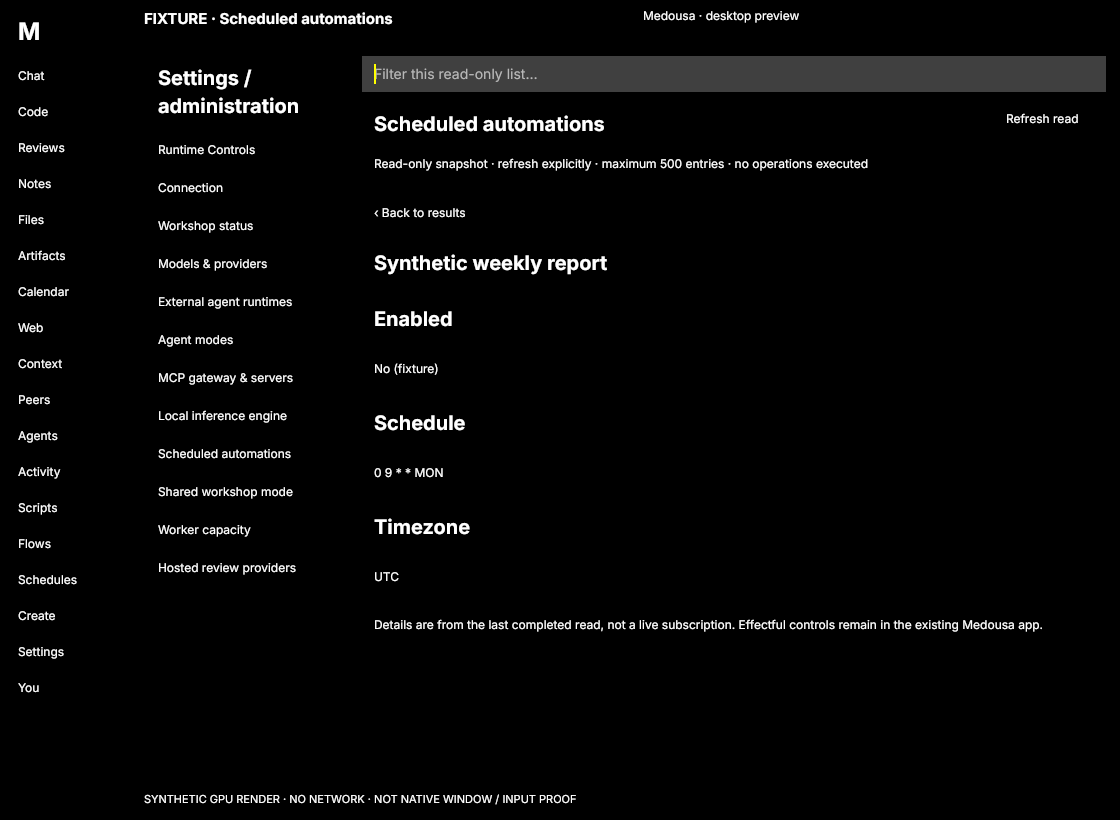 M
FIXTURE · Scheduled automations
Medousa · desktop preview
Chat
Code
Reviews
Notes
Files
Artifacts
Calendar
Web
Context
Peers
Agents
Activity
Scripts
Flows
Schedules
Create
Settings
You
Settings /
administration
Runtime Controls
Connection
Workshop status
Models & providers
External agent runtimes
Agent modes
MCP gateway & servers
Local inference engine
Scheduled automations
Shared workshop mode
Worker capacity
Hosted review providers
Filter this read-only list...
Scheduled automations
Refresh read
Read-only snapshot · refresh explicitly · maximum 500 entries · no operations executed
‹ Back to results
Synthetic weekly report
Enabled
No (fixture)
Schedule
0 9 * * MON
Timezone
UTC
Details are from the last completed read, not a live subscription. Effectful controls remain in the existing Medousa app.
SYNTHETIC GPU RENDER · NO NETWORK · NOT NATIVE WINDOW / INPUT PROOF